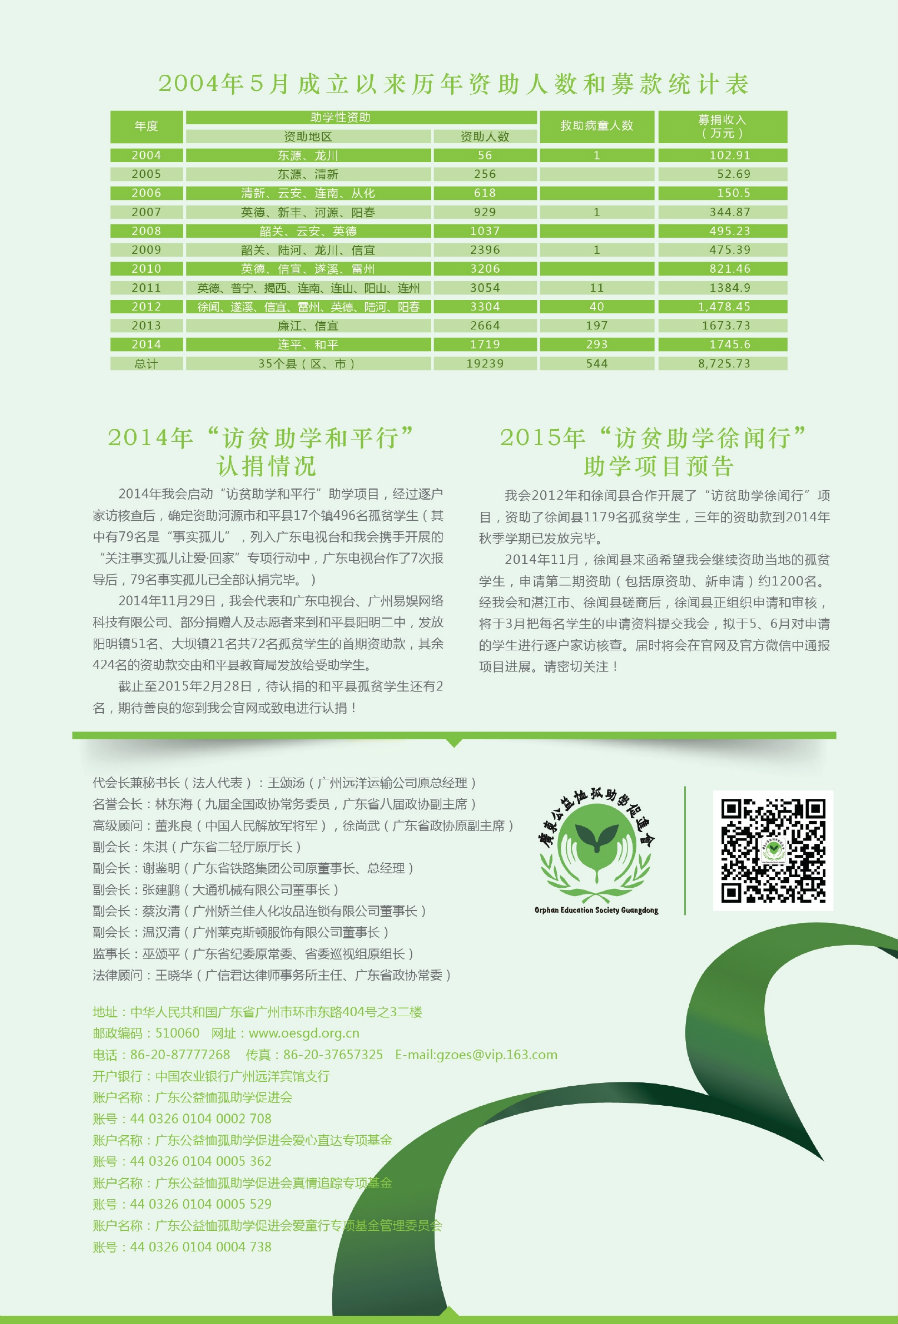 2004年5月成立以来历年资助人数和募款统计表
年度 助学性资助 救助病童人数 募捐收入
（万元）
资助地区 资助人数
2004 东源、龙川 56 1 102.91
2005 东源、清新 256 52.69
2006 清新、云安、连南、从化 618 150.5
2007 英德、新丰、河源、阳春 929 1 344.87
2008 韶关、云安、英德 1037 495.23
2009 韶关、陆河、龙川、信宜 2396 1 475.39
2010 英德、信宜、遂溪、雷州 3206 821.46
2011 英德、普宁、揭西、连南、连山、阳山、连州 3054 11 1384.9
2012 徐闻、遂溪、信宜、雷州、英德、陆河、阳春 3304 40 1,478.45
2013 廉江、信宜 2664 197 1673.73
2014 连平、和平 1719 293 1745.6
总计 35个县（区、市） 19239 544 8,725.73
2014年“访贫助学和平行”
认捐情况
2014年我会启动“访贫助学和平行”助学项目，经过逐户
家访核查后，确定资助河源市和平县17个镇496名孤贫学生（其
中有79名是“事实孤儿”，列入广东电视台和我会携手开展的
“关注事实孤儿让爱·回家”专项行动中，广东电视台作了7次报
导后，79名事实孤儿已全部认捐完毕。）
2014年11月29日，我会代表和广东电视台、广州易娱网络
科技有限公司、部分捐赠人及志愿者来到和平县阳明二中，发放
阳明镇51名、大坝镇21名共72名孤贫学生的首期资助款，其余
424名的资助款交由和平县教育局发放给受助学生。
截止至2015年2月28日，待认捐的和平县孤贫学生还有2
名，期待善良的您到我会官网或致电进行认捐！
2015年“访贫助学徐闻行”
助学项目预告
我会2012年和徐闻县合作开展了“访贫助学徐闻行”项
目，资助了徐闻县1179名孤贫学生，三年的资助款到2014年
秋季学期已发放完毕。
2014年11月，徐闻县来函希望我会继续资助当地的孤贫
学生，申请第二期资助（包括原资助、新申请）约1200名。
经我会和湛江市、徐闻县磋商后，徐闻县正组织申请和审核，
将于3月把每名学生的申请资料提交我会，拟于5、6月对申请
的学生进行逐户家访核查。届时将会在官网及官方微信中通报
项目进展。请密切关注！
代会长兼秘书长（法人代表）：王颂汤（广州远洋运输公司原总经理）
名誉会长：林东海（九届全国政协常务委员，广东省八届政协副主席）
高级顾问：董兆良（中国人民解放军将军），徐尚武（广东省政协原副主席）
副会长：朱淇（广东省二轻厅原厅长）
副会长：谢鉴明（广东省铁路集团公司原董事长、总经理）
副会长：张建鹏（大通机械有限公司董事长）
副会长：蔡汝清（广州娇兰佳人化妆品连锁有限公司董事长）
副会长：温汉清（广州莱克斯顿服饰有限公司董事长）
监事长：巫颂平（广东省纪委原常委、省委巡视组原组长）
法律顾问：王晓华（广信君达律师事务所主任、广东省政协常委）
廣東公益恤孤助學促進會
Orphan Education Society Guangdong
地址：中华人民共和国广东省广州市环市东路404号之3二楼
邮政编码：510060 网址：www.oesgd.org.cn
电话：86-20-87777268 传真：86-20-37657325 E-mail:gzoes@vip.163.com
开户银行：中国农业银行广州远洋宾馆支行
账户名称：广东公益恤孤助学促进会
账号：44 0326 0104 0002 708
账户名称：广东公益恤孤助学促进会爱心直达专项基金
账号：44 0326 0104 0005 362
账户名称：广东公益恤孤助学促进会真情追踪专项基金
账号：44 0326 0104 0005 529
账户名称：广东公益恤孤助学促进会爱童行专项基金管理委员会
账号：44 0326 0104 0004 738